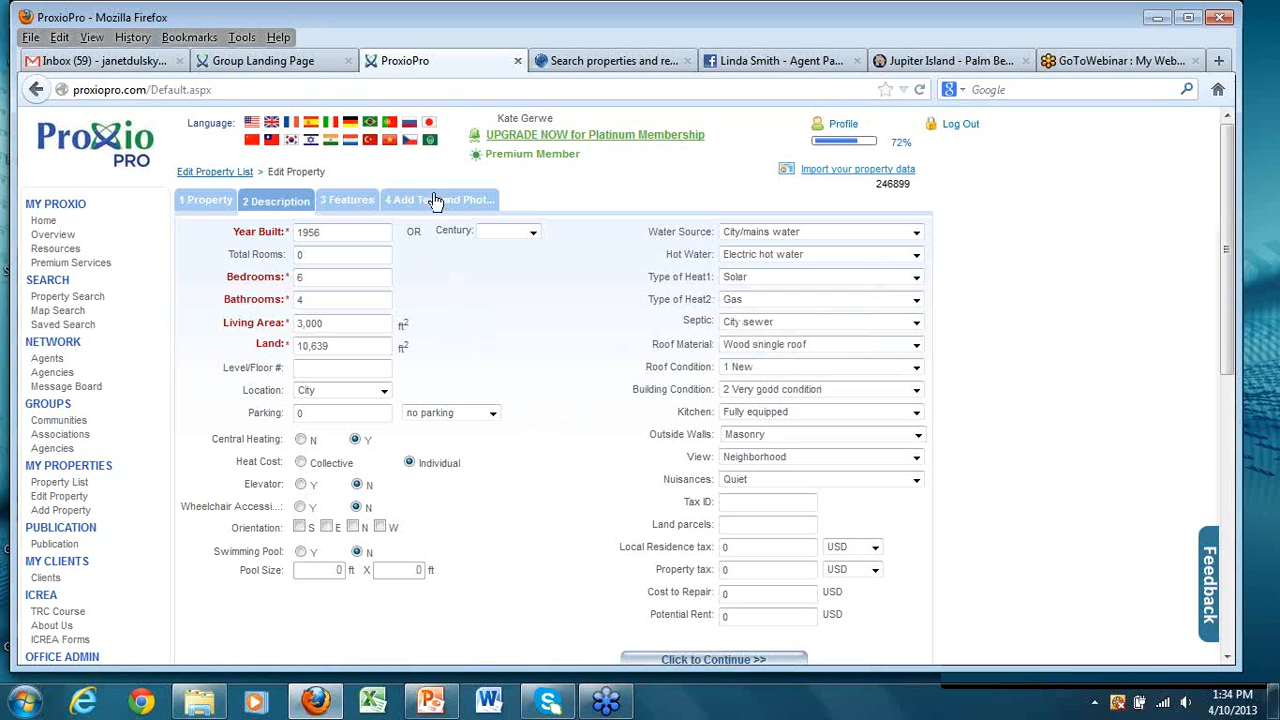 ProxioPro - Mozilla Firefox
File Edit View History Bookmarks Tools Help
Inbox (59) - janetdulsky... Group Landing Page ProxioPro Search properties and re... Linda Smith - Agent Pa... Jupiter Island - Palm Be... GoToWebinar : My Web...
proxiopro.com/Default.aspx Google
Proxio PRO
Language:
Kate Gerwe
UPGRADE NOW for Platinum Membership
Premium Member
Profile
72%
Log Out
Import your property data
246899
Edit Property List > Edit Property
1 Property 2 Description 3 Features 4 Add and Phot...
MY PROXIO
Home
Overview
Resources
Premium Services
SEARCH
Property Search
Map Search
Saved Search
NETWORK
Agents
Agencies
Message Board
GROUPS
Communities
Associations
Agencies
MY PROPERTIES
Property List
Edit Property
Add Property
PUBLICATION
Publication
MY CLIENTS
Clients
ICREA
TRC Course
About Us
ICREA Forms
OFFICE ADMIN
Year Built:* 1956 OR Century:
Total Rooms: 0
Bedrooms:* 6
Bathrooms:* 4
Living Area:* 3,000 ft2
Land:* 10,639 ft2
Level/Floor #:
Location: City
Parking: 0 no parking
Central Heating: N Y
Heat Cost: Collective Individual
Elevator: Y N
Wheelchair Accessi...: Y N
Orientation: S E N W
Swimming Pool: Y N
Pool Size: 0 ft X 0 ft
Water Source: City/mains water
Hot Water: Electric hot water
Type of Heat1: Solar
Type of Heat2: Gas
Septic: City sewer
Roof Material: Wood sningle roof
Roof Condition: 1 New
Building Condition: 2 Very good condition
Kitchen: Fully equipped
Outside Walls: Masonry
View: Neighborhood
Nuisances: Quiet
Tax ID:
Land parcels:
Local Residence tax: 0 USD
Property tax: 0 USD
Cost to Repair: 0 USD
Potential Rent: 0 USD
Click to Continue >>
Feedback
1:34 PM
4/10/2013